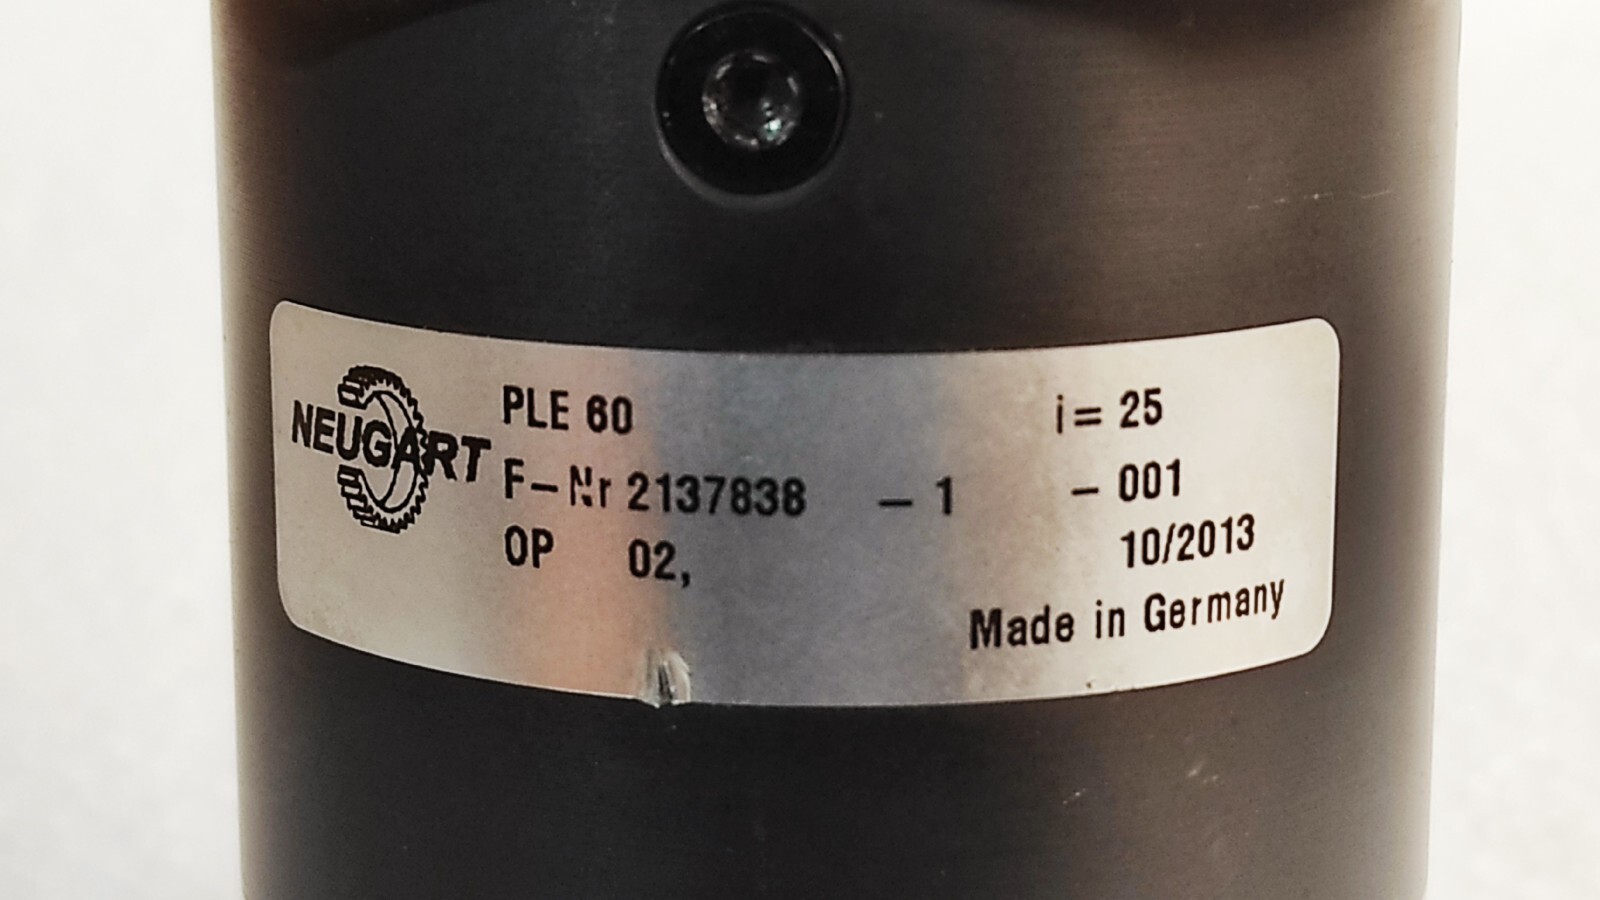 NEUGART
PLE 60 i= 25
F-Nr 2137838 - 1 - 001
OP 02, 10/2013
Made in Germany